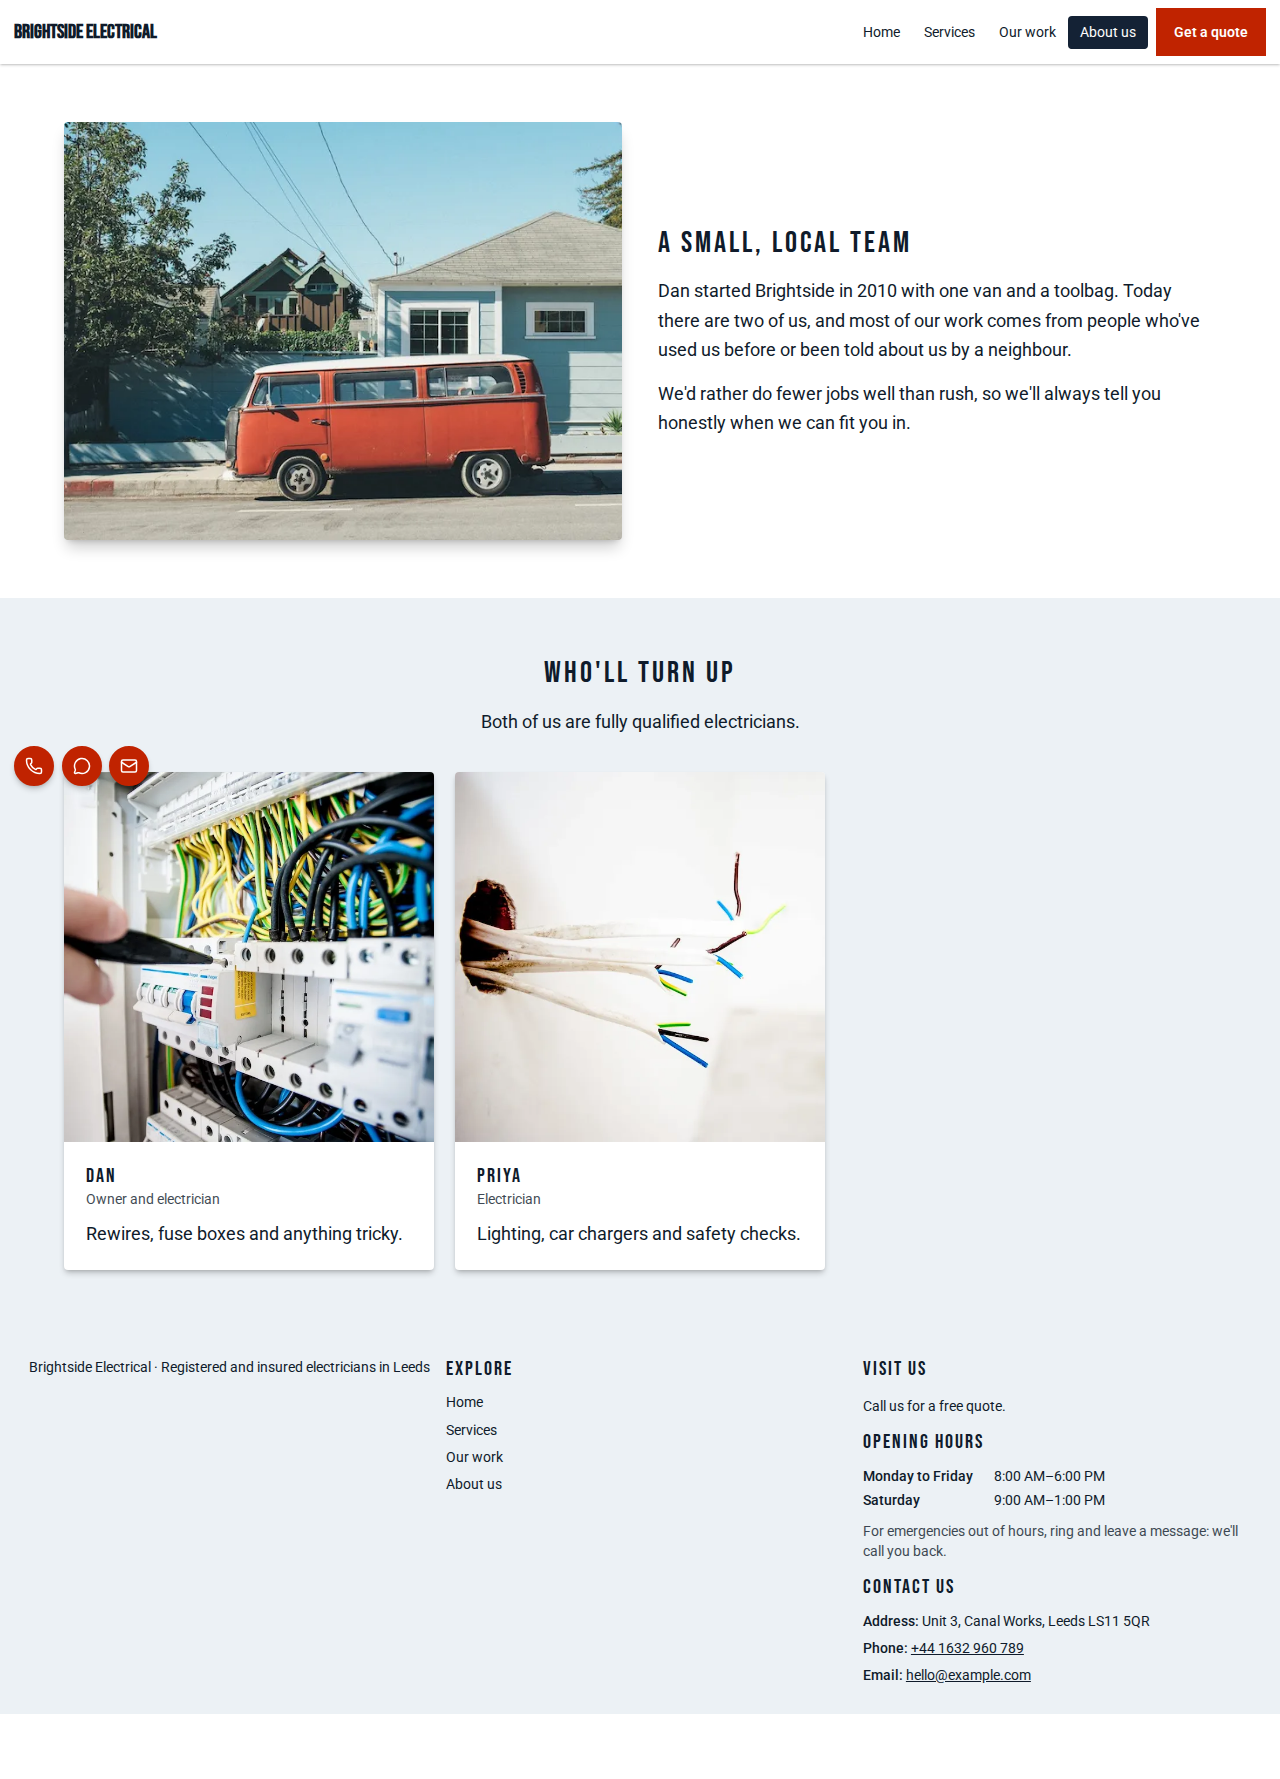 BRIGHTSIDE ELECTRICAL
Home
Services
Our work
About us
Get a quote
A SMALL, LOCAL TEAM
Dan started Brightside in 2010 with one van and a toolbag. Today
there are two of us, and most of our work comes from people who've
used us before or been told about us by a neighbour.
We'd rather do fewer jobs well than rush, so we'll always tell you
honestly when we can fit you in.
WHO'LL TURN UP
Both of us are fully qualified electricians.
DAN
Owner and electrician
Rewires, fuse boxes and anything tricky.
PRIYA
Electrician
Lighting, car chargers and safety checks.
Brightside Electrical · Registered and insured electricians in Leeds
EXPLORE
Home
Services
Our work
About us
VISIT US
Call us for a free quote.
OPENING HOURS
Monday to Friday 8:00 AM–6:00 PM
Saturday 9:00 AM–1:00 PM
For emergencies out of hours, ring and leave a message: we'll
call you back.
CONTACT US
Address: Unit 3, Canal Works, Leeds LS11 5QR
Phone: +44 1632 960 789
Email: hello@example.com